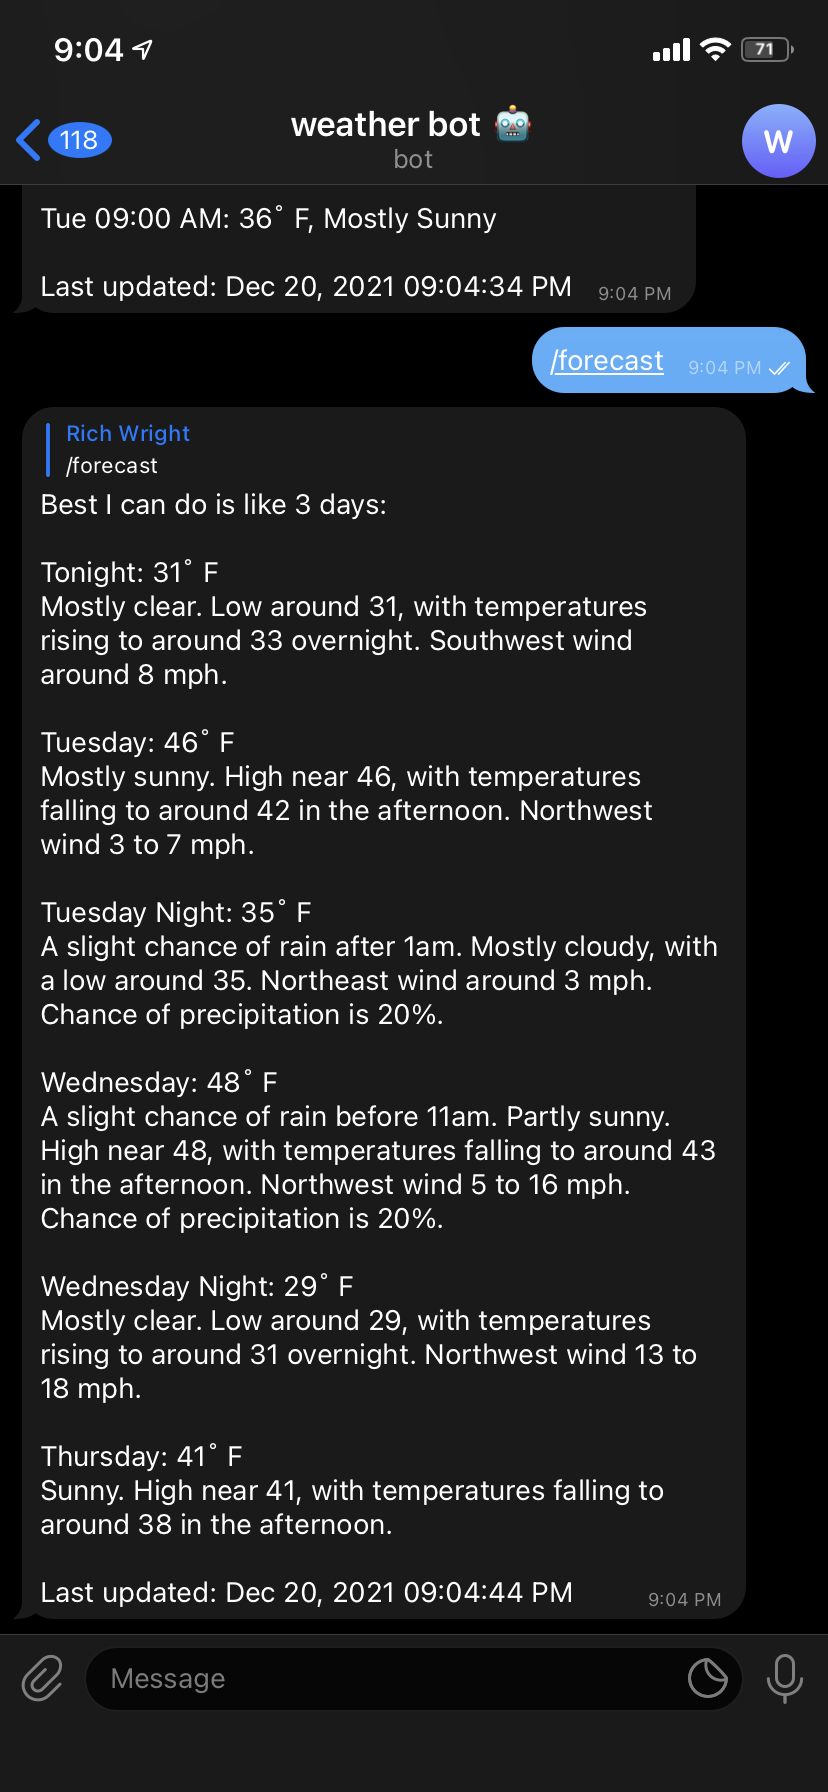 9:04
71
118
weather bot 🤖
bot
W
Tue 09:00 AM: 36° F, Mostly Sunny
Last updated: Dec 20, 2021 09:04:34 PM
9:04 PM
/forecast
9:04 PM
Rich Wright
/forecast
Best I can do is like 3 days:
Tonight: 31° F
Mostly clear. Low around 31, with temperatures
rising to around 33 overnight. Southwest wind
around 8 mph.
Tuesday: 46° F
Mostly sunny. High near 46, with temperatures
falling to around 42 in the afternoon. Northwest
wind 3 to 7 mph.
Tuesday Night: 35° F
A slight chance of rain after 1am. Mostly cloudy, with
a low around 35. Northeast wind around 3 mph.
Chance of precipitation is 20%.
Wednesday: 48° F
A slight chance of rain before 11am. Partly sunny.
High near 48, with temperatures falling to around 43
in the afternoon. Northwest wind 5 to 16 mph.
Chance of precipitation is 20%.
Wednesday Night: 29° F
Mostly clear. Low around 29, with temperatures
rising to around 31 overnight. Northwest wind 13 to
18 mph.
Thursday: 41° F
Sunny. High near 41, with temperatures falling to
around 38 in the afternoon.
Last updated: Dec 20, 2021 09:04:44 PM
9:04 PM
Message